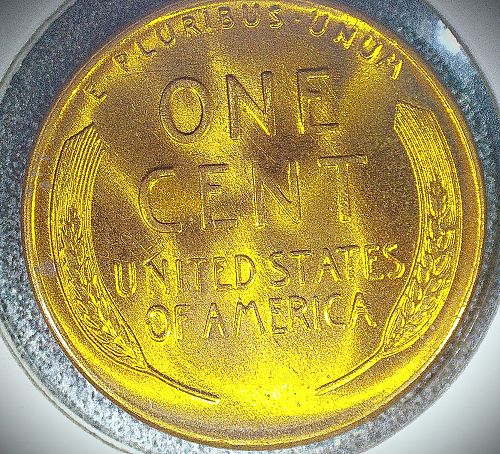 E · PLURIBUS · UNUM
ONE
CENT
UNITED STATES
OF AMERICA